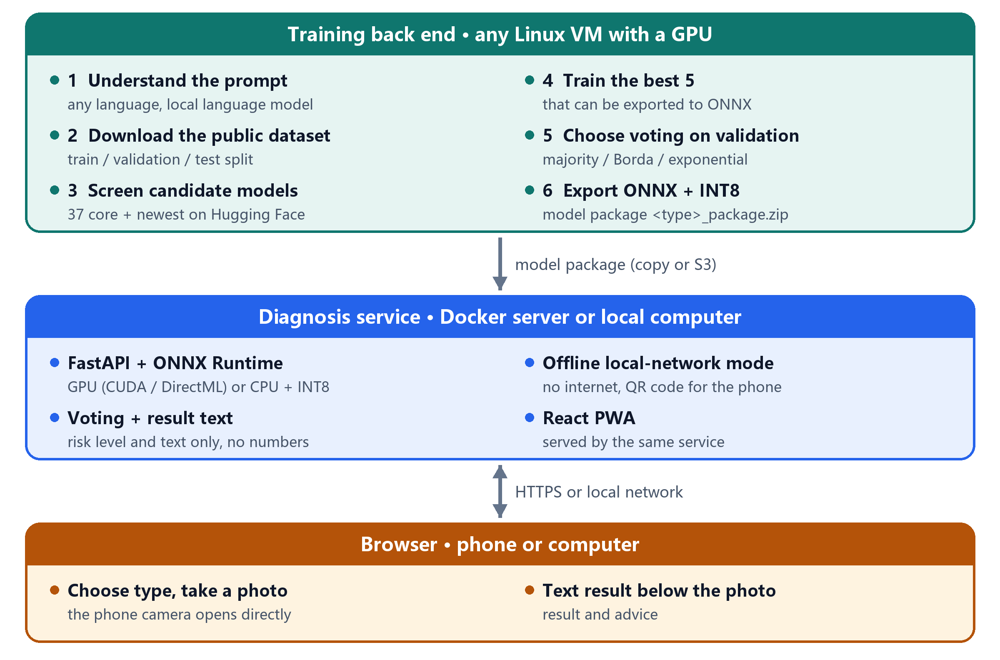 Training back end • any Linux VM with a GPU
1 Understand the prompt
any language, local language model
2 Download the public dataset
train / validation / test split
3 Screen candidate models
37 core + newest on Hugging Face
4 Train the best 5
that can be exported to ONNX
5 Choose voting on validation
majority / Borda / exponential
6 Export ONNX + INT8
model package <type>_package.zip
model package (copy or S3)
Diagnosis service • Docker server or local computer
FastAPI + ONNX Runtime
GPU (CUDA / DirectML) or CPU + INT8
Voting + result text
risk level and text only, no numbers
Offline local-network mode
no internet, QR code for the phone
React PWA
served by the same service
HTTPS or local network
Browser • phone or computer
Choose type, take a photo
the phone camera opens directly
Text result below the photo
result and advice